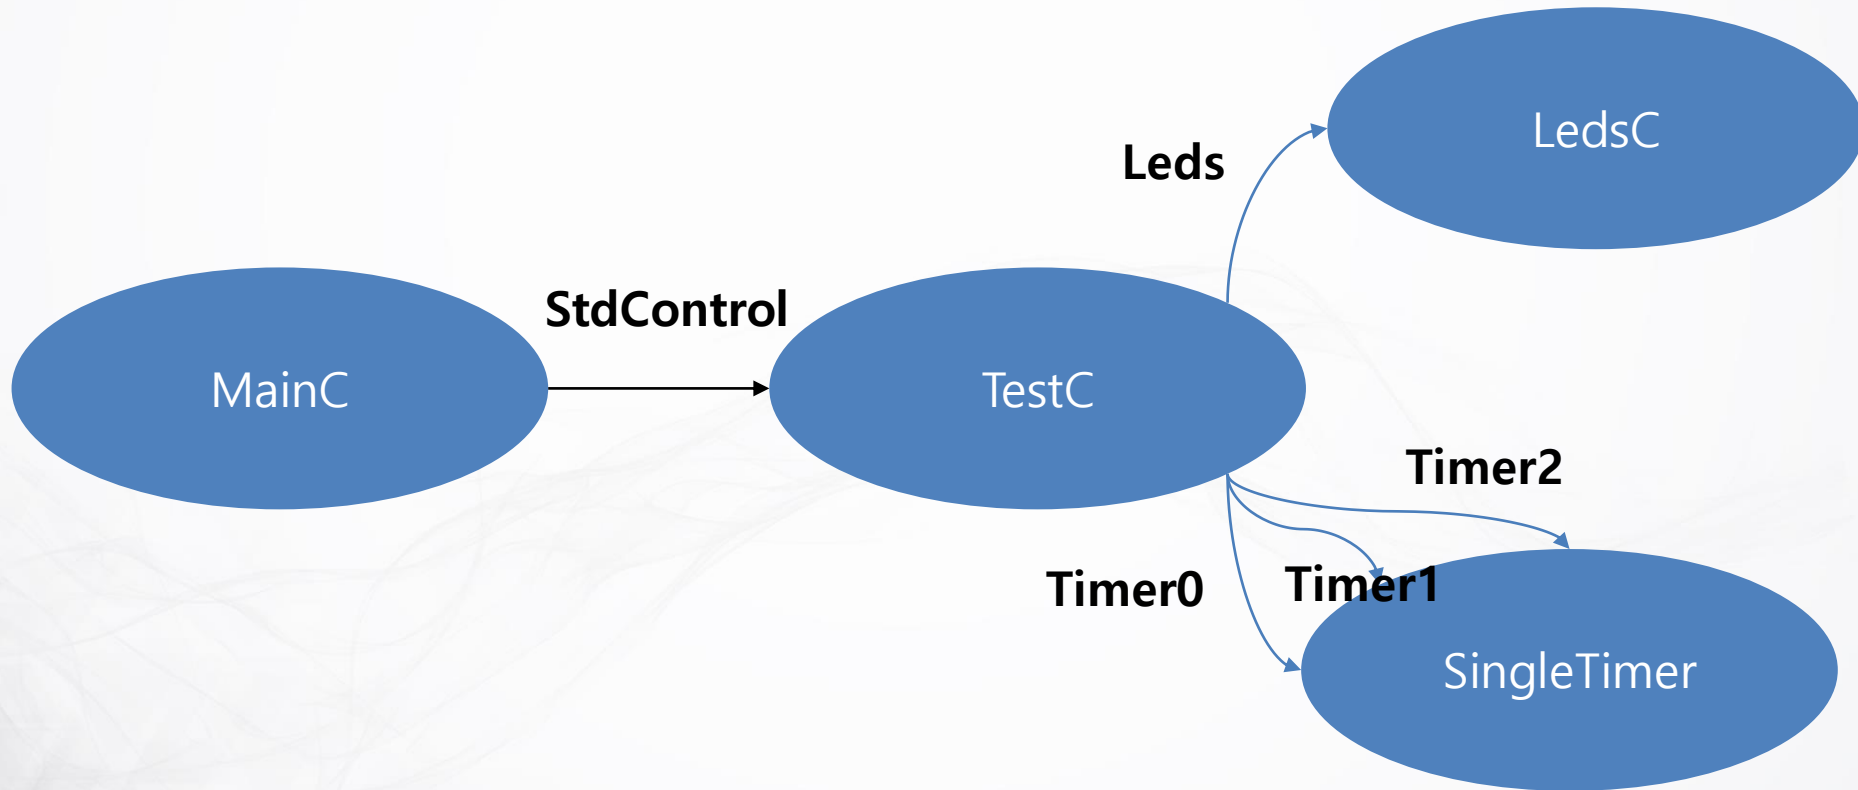 LedsC
Leds
StdControl
MainC
TestC
Timer2
Timer0
Timer1
SingleTimer